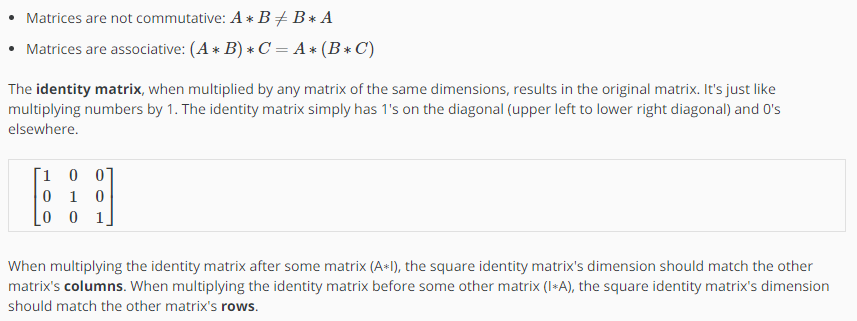 • Matrices are not commutative: A ∗ B ≠ B ∗ A
• Matrices are associative: (A ∗ B) ∗ C = A ∗ (B ∗ C)
The identity matrix, when multiplied by any matrix of the same dimensions, results in the original matrix. It's just like
multiplying numbers by 1. The identity matrix simply has 1's on the diagonal (upper left to lower right diagonal) and 0's
elsewhere.
1 0 0
0 1 0
0 0 1
When multiplying the identity matrix after some matrix (A∗I), the square identity matrix's dimension should match the other
matrix's columns. When multiplying the identity matrix before some other matrix (I∗A), the square identity matrix's dimension
should match the other matrix's rows.